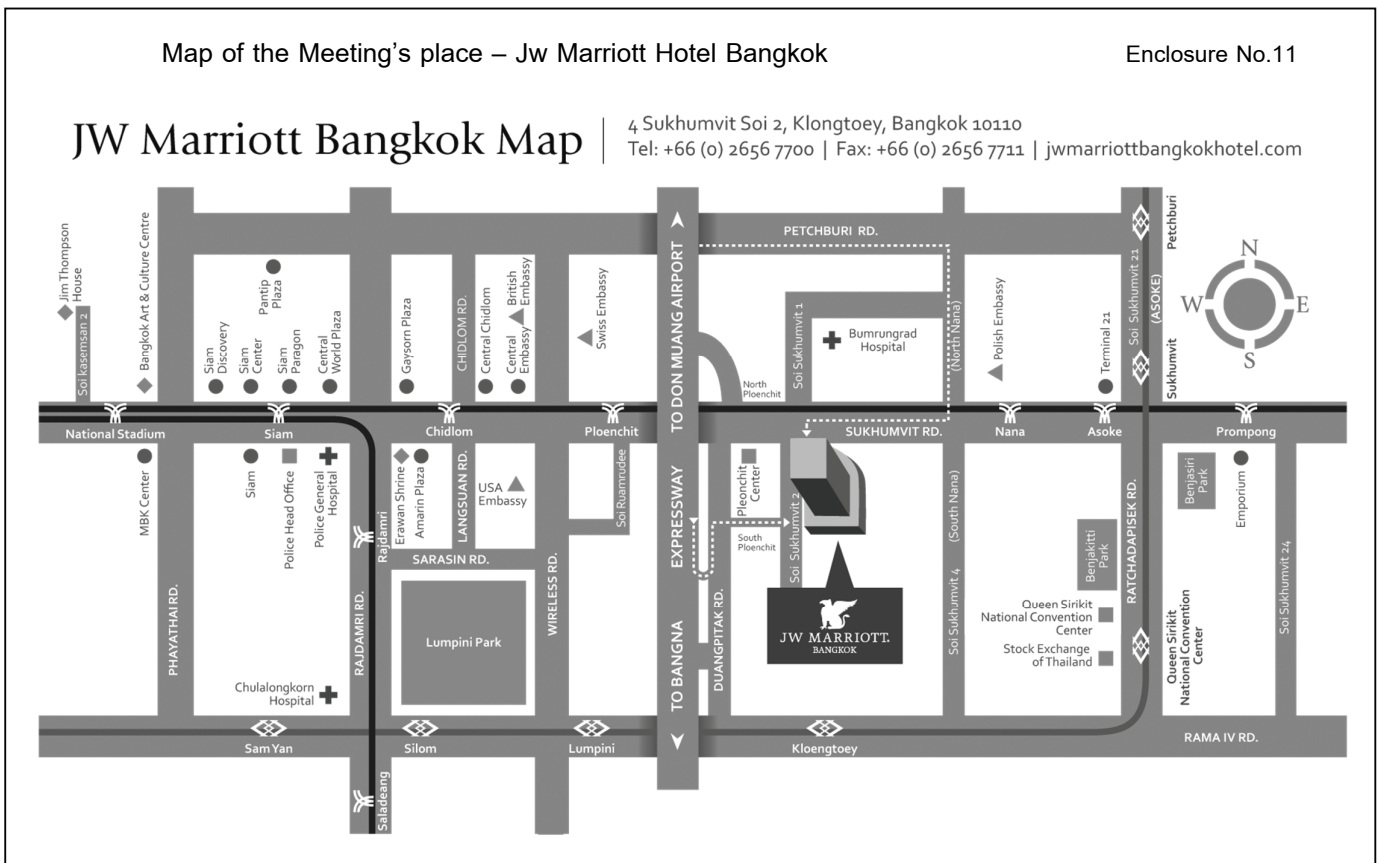 Map of the Meeting's place – Jw Marriott Hotel Bangkok
Enclosure No.11
JW Marriott Bangkok Map
4 Sukhumvit Soi 2, Klongtoey, Bangkok 10110
Tel: +66 (0) 2656 7700 | Fax: +66 (0) 2656 7711 | jwmarriottbangkokhotel.com
Jim Thompson
House
Soi kasemsan 2
Bangkok Art & Culture Centre
Siam
Discovery
Siam
Center
Pantip
Plaza
Siam
Paragon
Central
World Plaza
Gaysorn Plaza
CHIDLOM RD.
Central Chidlom
Central
Embassy
British
Embassy
Swiss Embassy
TO DON MUANG AIRPORT
PETCHBURI RD.
North
Ploenchit
Soi Sukhumvit 1
Bumrungrad
Hospital
(North Nana)
Polish Embassy
Terminal 21
Soi Sukhumvit 21
(ASOKE)
Petchburi
Sukhumvit
N
W
E
S
National Stadium
Siam
Chidlom
Ploenchit
SUKHUMVIT RD.
Nana
Asoke
Prompong
MBK Center
Siam
Police Head Office
Police General
Hospital
Rajdamri
Erawan Shrine
Amarin Plaza
LANGSUAN RD.
USA
Embassy
Soi Ruamrudee
EXPRESSWAY
Pleonchit
Center
South
Ploenchit
Soi Sukhumvit 2
(South Nana)
Soi Sukhumvit 4
Benjakitti
Park
RATCHADAPISEK RD.
Benjasiri
Park
Emporium
Soi Sukhumvit 24
SARASIN RD.
WIRELESS RD.
PHAYATHAI RD.
RAJDAMRI RD.
Lumpini Park
TO BANGNA
DUANGPITAK RD.
JW MARRIOTT.
BANGKOK
Queen Sirikit
National Convention
Center
Stock Exchange
of Thailand
Queen Sirikit
National Convention
Center
Chulalongkorn
Hospital
Sam Yan
Silom
Lumpini
Kloengtoey
RAMA IV RD.
Saladeang